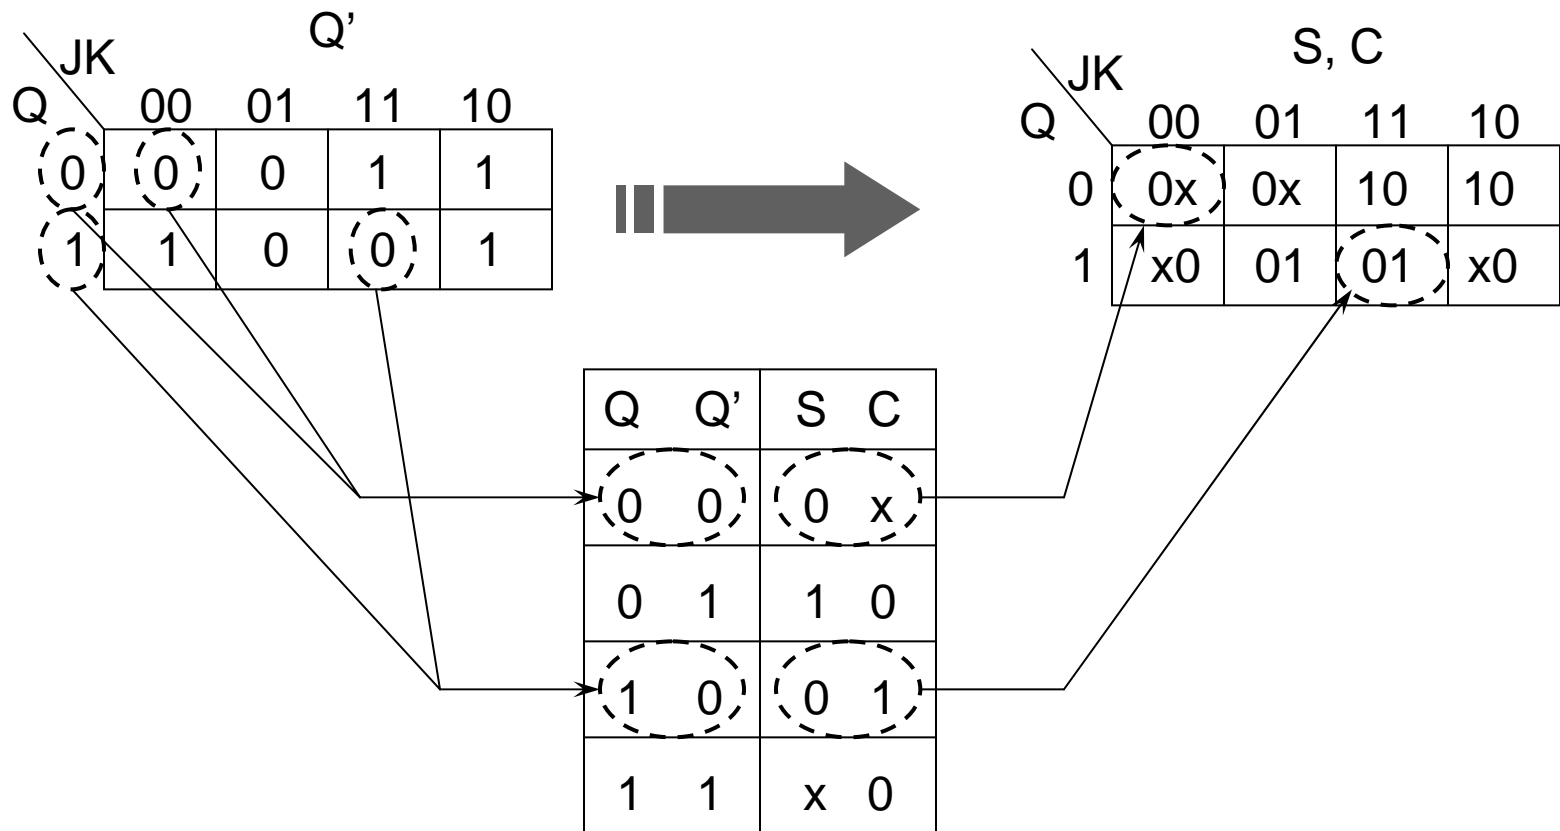 Q’
JK
Q 00 01 11 10
0 0 0 1 1
1 1 0 0 1
S, C
JK
Q 00 01 11 10
0 0x 0x 10 10
1 x0 01 01 x0
Q Q’ S C
0 0 0 x
0 1 1 0
1 0 0 1
1 1 x 0